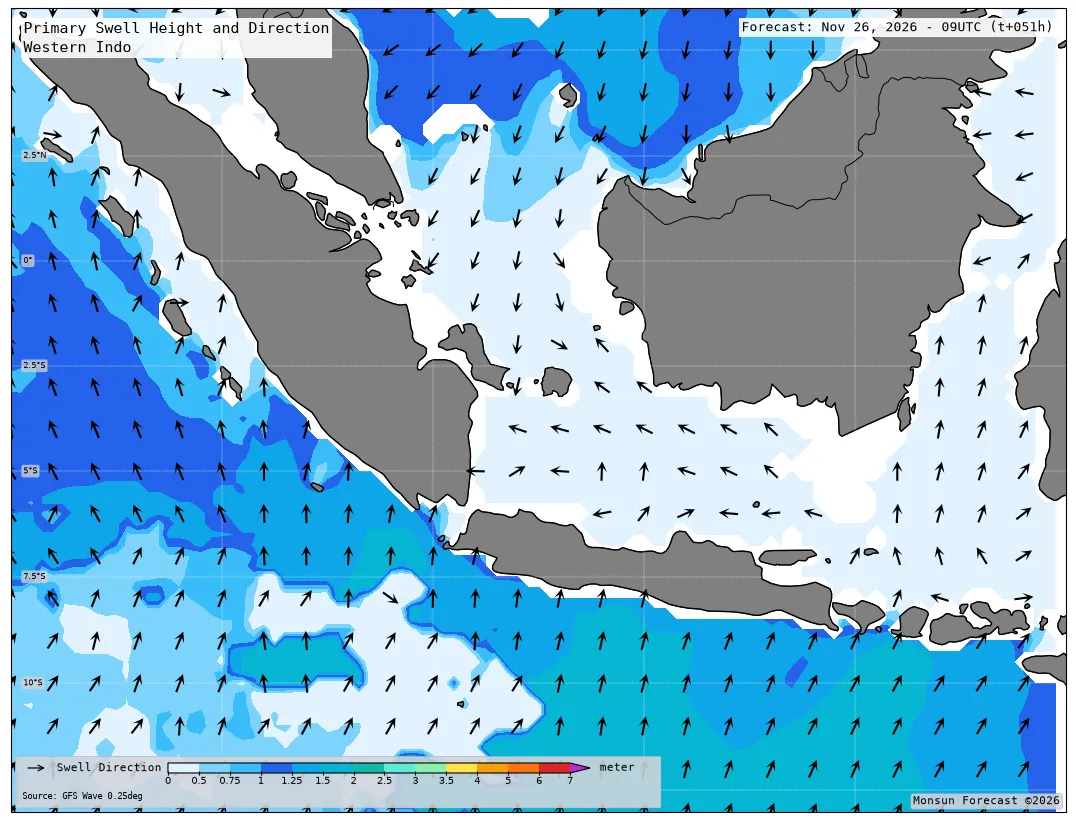 Primary Swell Height and Direction
Western Indo
Forecast: Nov 26, 2026 - 09UTC (t+051h)
2.5°N
0°
2.5°S
5°S
7.5°S
10°S
Swell Direction
0 0.5 0.75 1 1.25 1.5 2 2.5 3 3.5 4 5 6 7
meter
Source: GFS Wave 0.25deg
Monsun Forecast ©2026